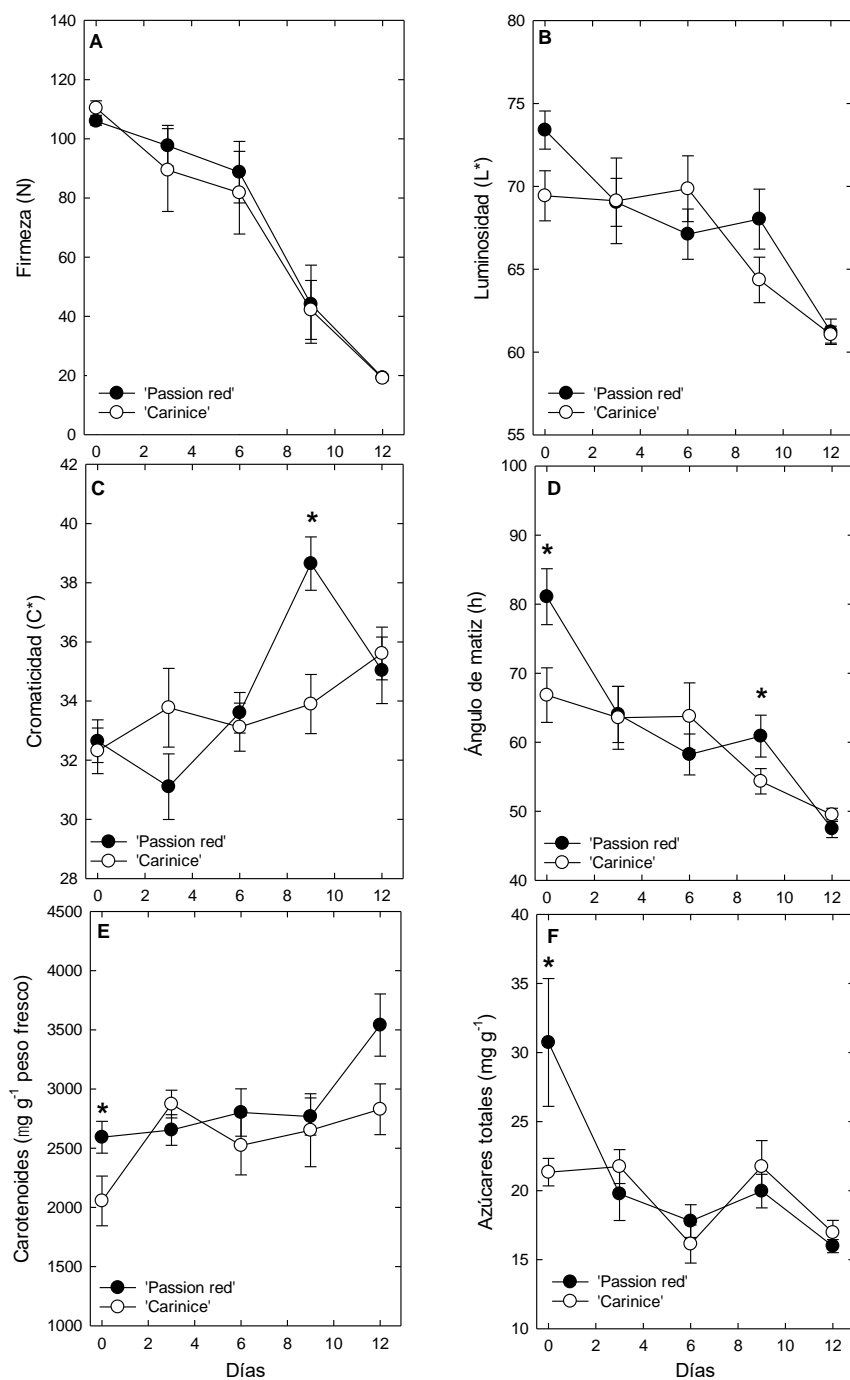 A
Firmeza (N)
140
120
100
80
60
40
20
0
'Passion red'
'Carinice'
0 2 4 6 8 10 12
B
Luminosidad (L*)
80
75
70
65
60
55
'Passion red'
'Carinice'
0 2 4 6 8 10 12
C
Cromaticidad (C*)
42
40
38
36
34
32
30
28
*
'Passion red'
'Carinice'
0 2 4 6 8 10 12
D
Ángulo de matiz (h)
100
90
80
70
60
50
40
*
*
'Passion red'
'Carinice'
0 2 4 6 8 10 12
E
Carotenoides (mg g-1 peso fresco)
4500
4000
3500
3000
2500
2000
1500
1000
*
'Passion red'
'Carinice'
0 2 4 6 8 10 12
Días
F
Azúcares totales (mg g-1)
40
35
30
25
20
15
10
*
'Passion red'
'Carinice'
0 2 4 6 8 10 12
Días